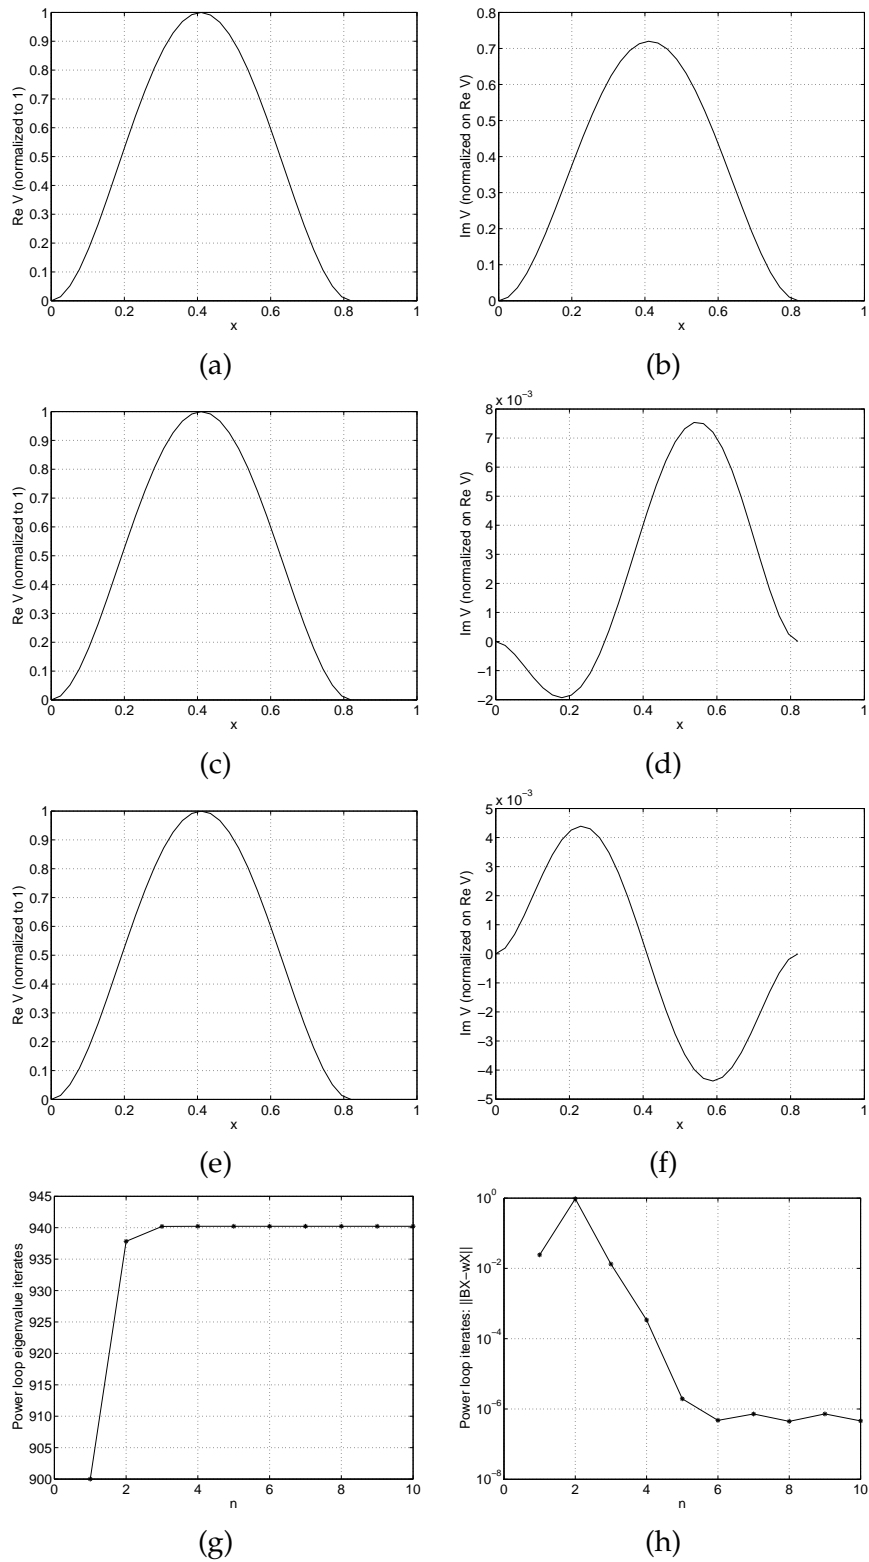 1
0.9
0.8
0.7
0.6
0.5
0.4
0.3
0.2
0.1
0
Re V (normalized to 1)
0 0.2 0.4 0.6 0.8 1
x
(a)
0.8
0.7
0.6
0.5
0.4
0.3
0.2
0.1
0
Im V (normalized on Re V)
0 0.2 0.4 0.6 0.8 1
x
(b)
1
0.9
0.8
0.7
0.6
0.5
0.4
0.3
0.2
0.1
0
Re V (normalized to 1)
0 0.2 0.4 0.6 0.8 1
x
(c)
x 10⁻³
8
7
6
5
4
3
2
1
0
−1
−2
Im V (normalized on Re V)
0 0.2 0.4 0.6 0.8 1
x
(d)
1
0.9
0.8
0.7
0.6
0.5
0.4
0.3
0.2
0.1
0
Re V (normalized to 1)
0 0.2 0.4 0.6 0.8 1
x
(e)
x 10⁻³
5
4
3
2
1
0
−1
−2
−3
−4
−5
Im V (normalized on Re V)
0 0.2 0.4 0.6 0.8 1
x
(f)
945
940
935
930
925
920
915
910
905
900
Power loop eigenvalue iterates
0 2 4 6 8 10
n
(g)
10⁰
10⁻²
10⁻⁴
10⁻⁶
10⁻⁸
Power loop iterates: ||BX−wX||
0 2 4 6 8 10
n
(h)